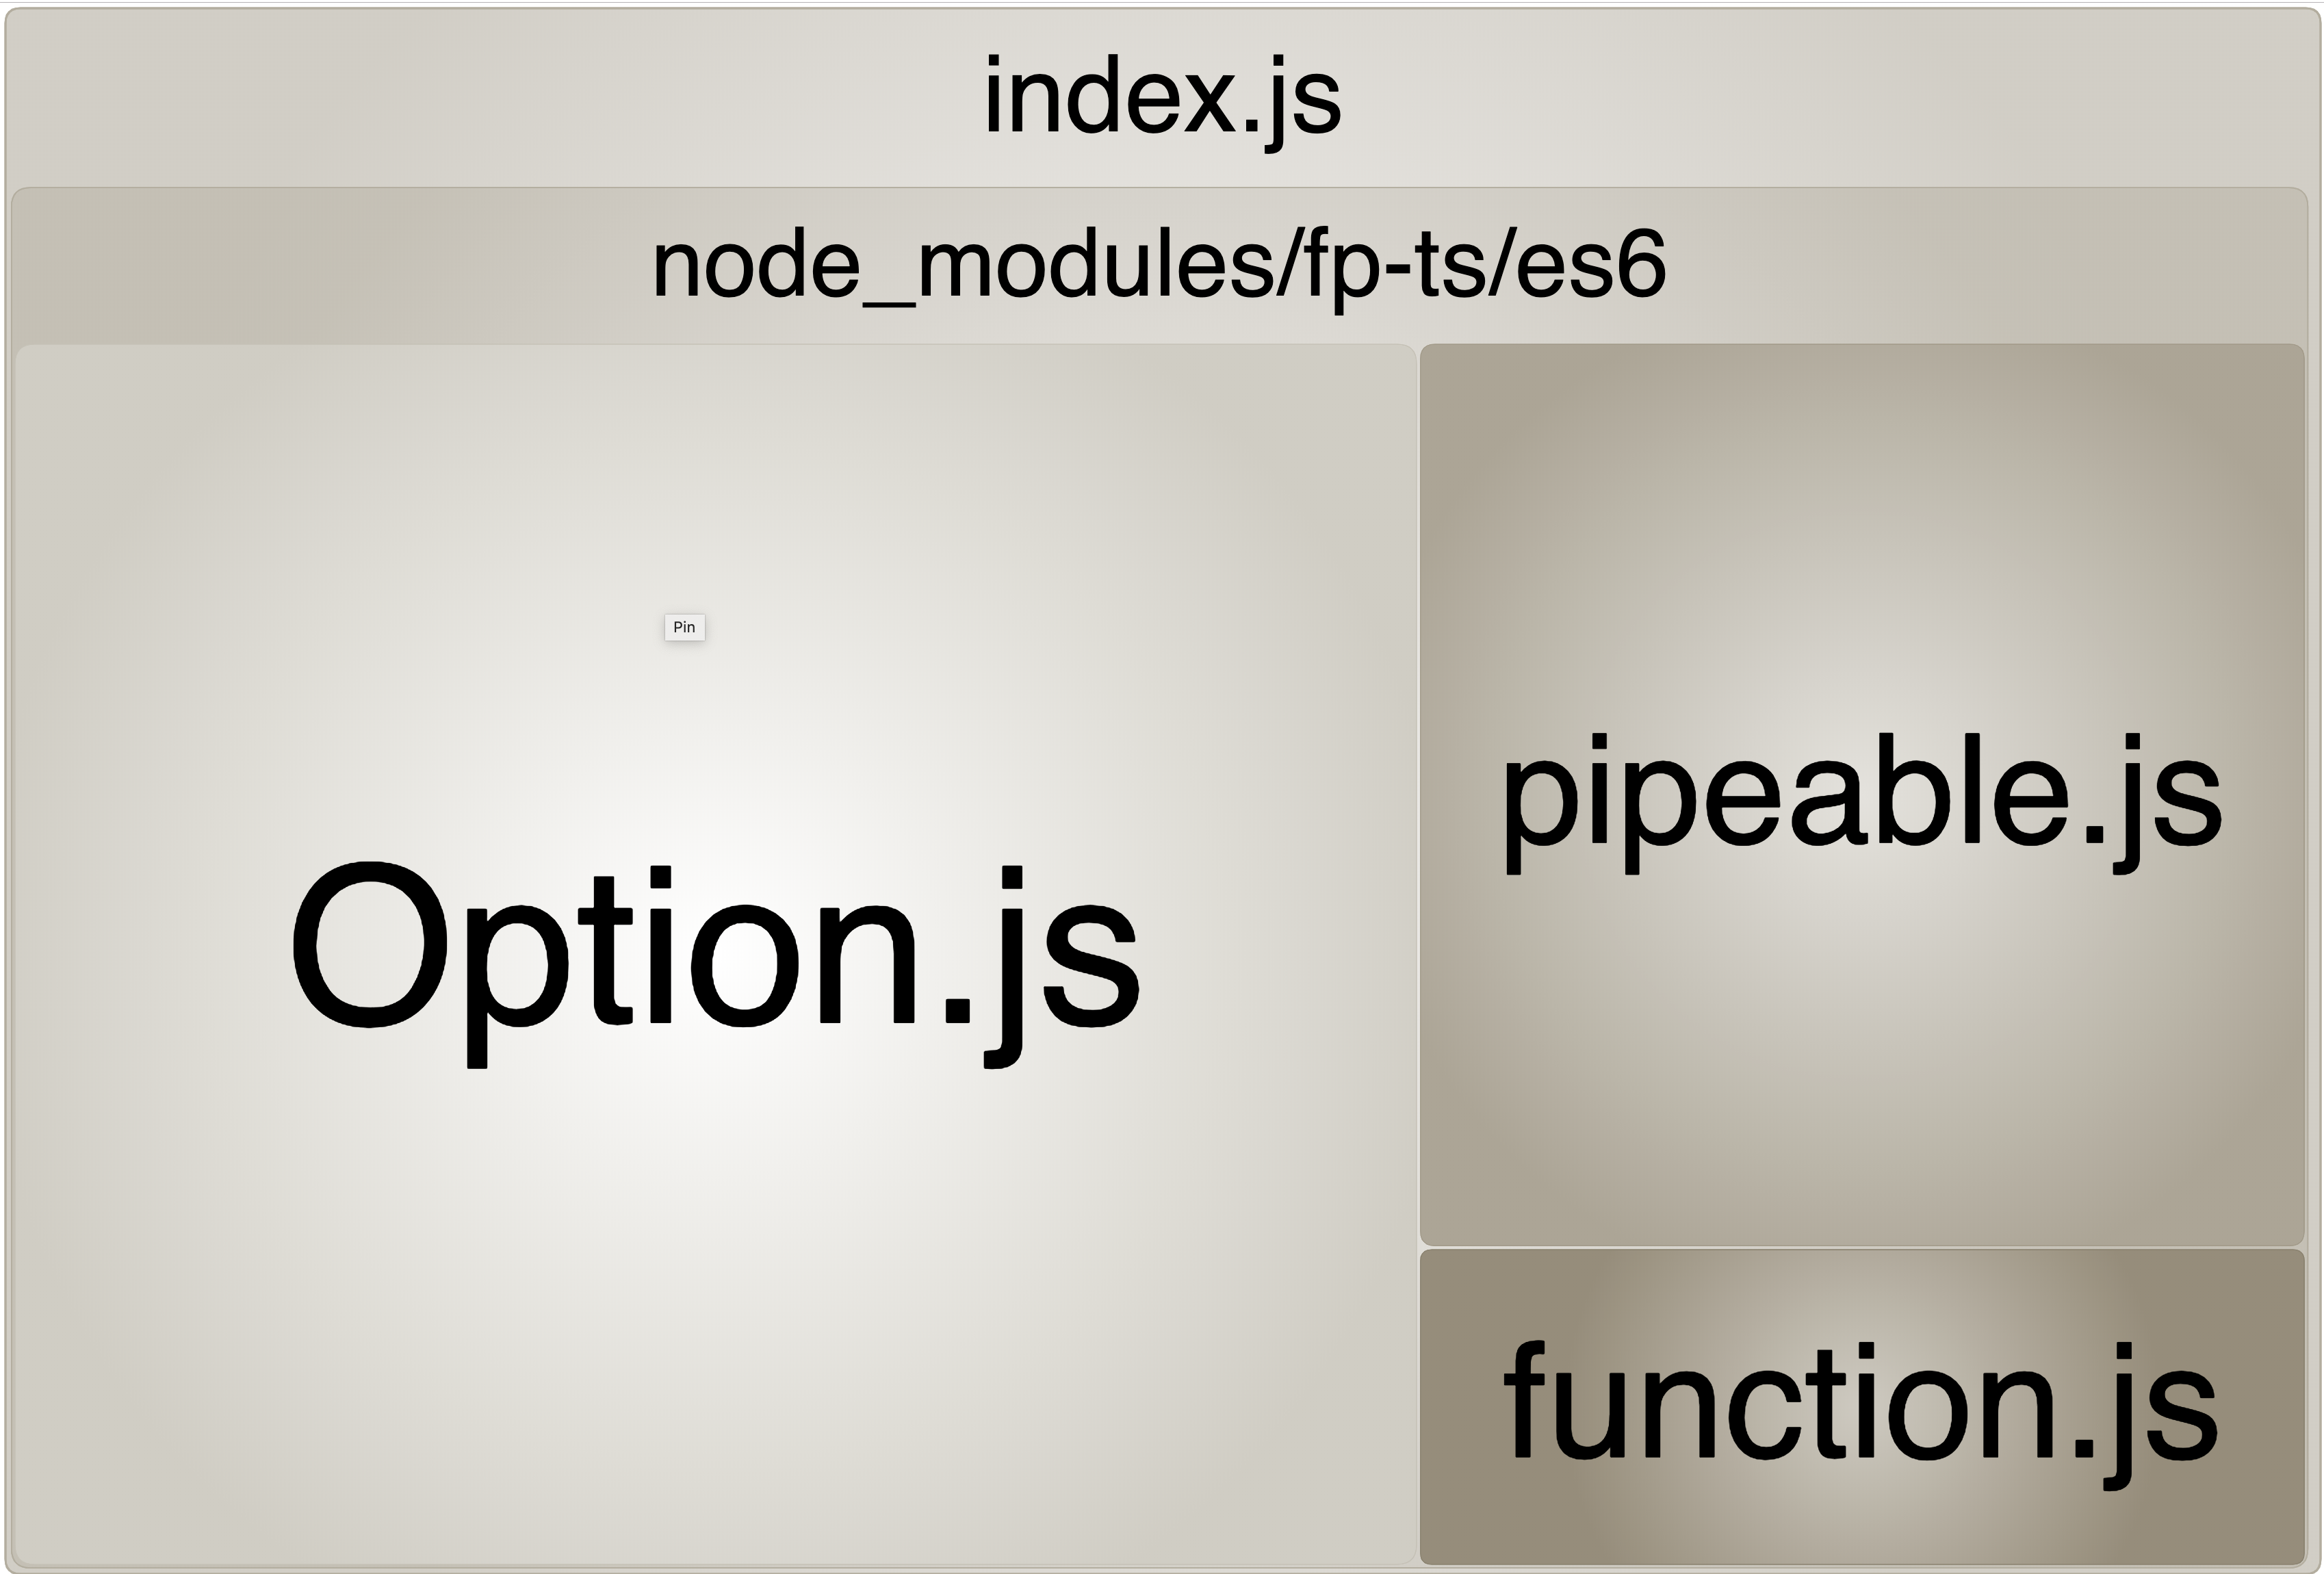 index.js
node_modules/fp-ts/es6
Pin
Option.js
pipeable.js
function.js